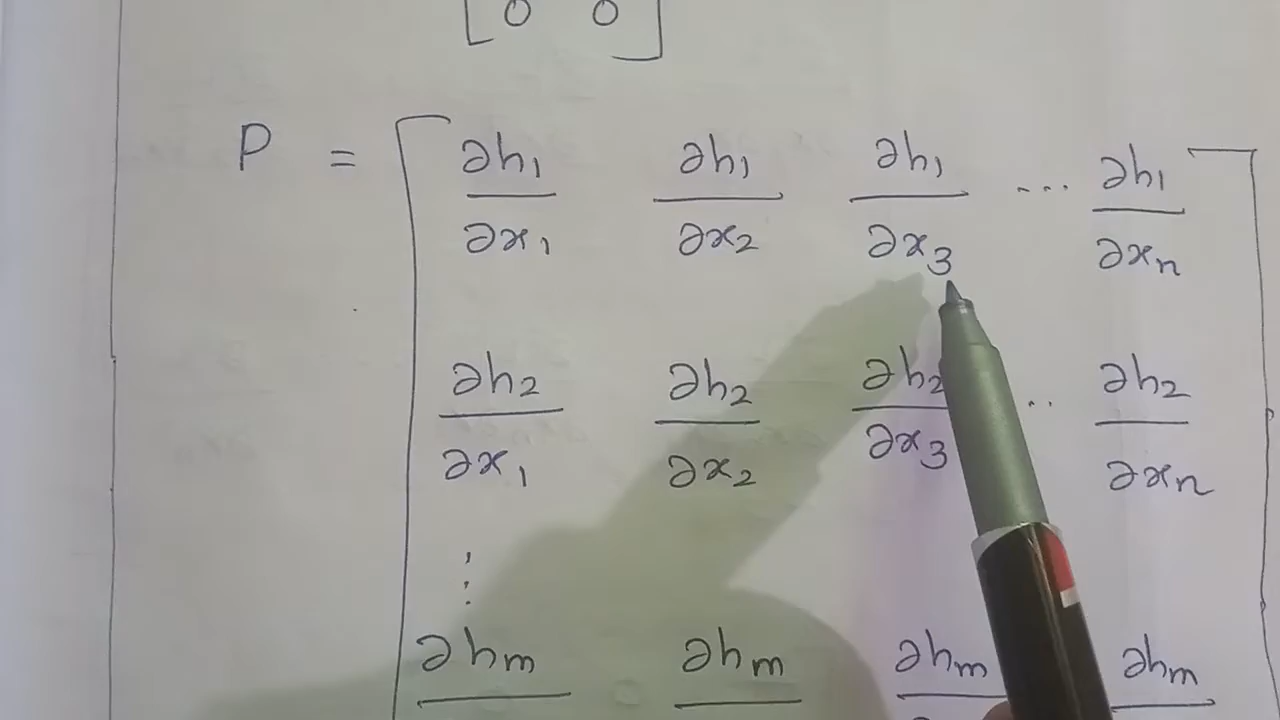 [ 0 0 ]
P = [ ∂h₁/∂x₁ ∂h₁/∂x₂ ∂h₁/∂x₃ ... ∂h₁/∂xₙ ]
∂h₂/∂x₁ ∂h₂/∂x₂ ∂h₂/∂x₃ .. ∂h₂/∂xₙ
⋮
∂hₘ ∂hₘ ∂hₘ ∂hₘ